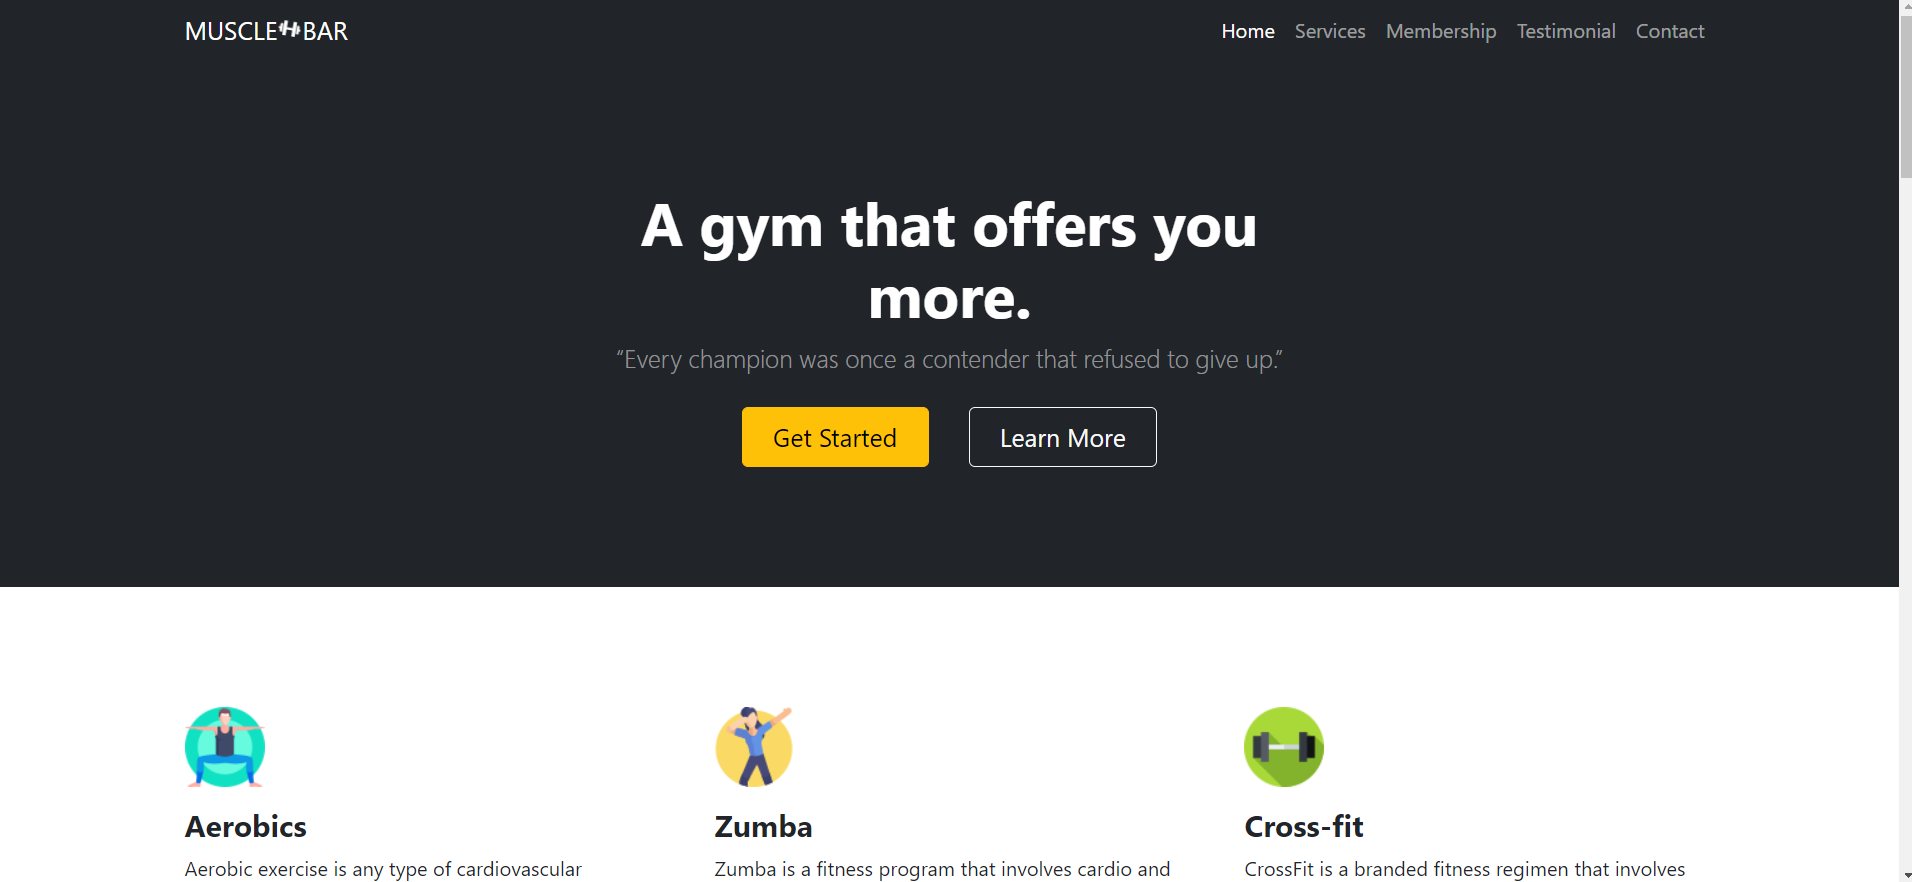 MUSCLE BAR
Home Services Membership Testimonial Contact
A gym that offers you
more.
“Every champion was once a contender that refused to give up.”
Get Started Learn More
Aerobics Zumba Cross-fit
Aerobic exercise is any type of cardiovascular Zumba is a fitness program that involves cardio and CrossFit is a branded fitness regimen that involves